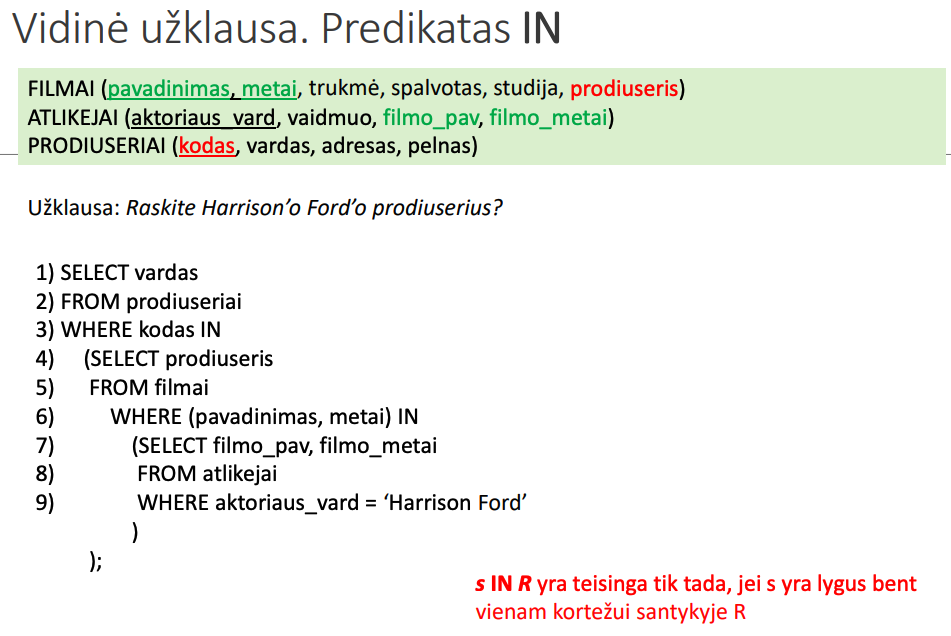 Vidinė užklausa. Predikatas IN
FILMAI (pavadinimas, metai, trukmė, spalvotas, studija, prodiuseris)
ATLIKEJAI (aktoriaus_vard, vaidmuo, filmo_pav, filmo_metai)
PRODIUSERIAI (kodas, vardas, adresas, pelnas)
Užklausa: Raskite Harrison’o Ford’o prodiuserius?
1) SELECT vardas
2) FROM prodiuseriai
3) WHERE kodas IN
4) (SELECT prodiuseris
5) FROM filmai
6) WHERE (pavadinimas, metai) IN
7) (SELECT filmo_pav, filmo_metai
8) FROM atlikejai
9) WHERE aktoriaus_vard = ‘Harrison Ford’
)
);
s IN R yra teisinga tik tada, jei s yra lygus bent
vienam kortežui santykyje R